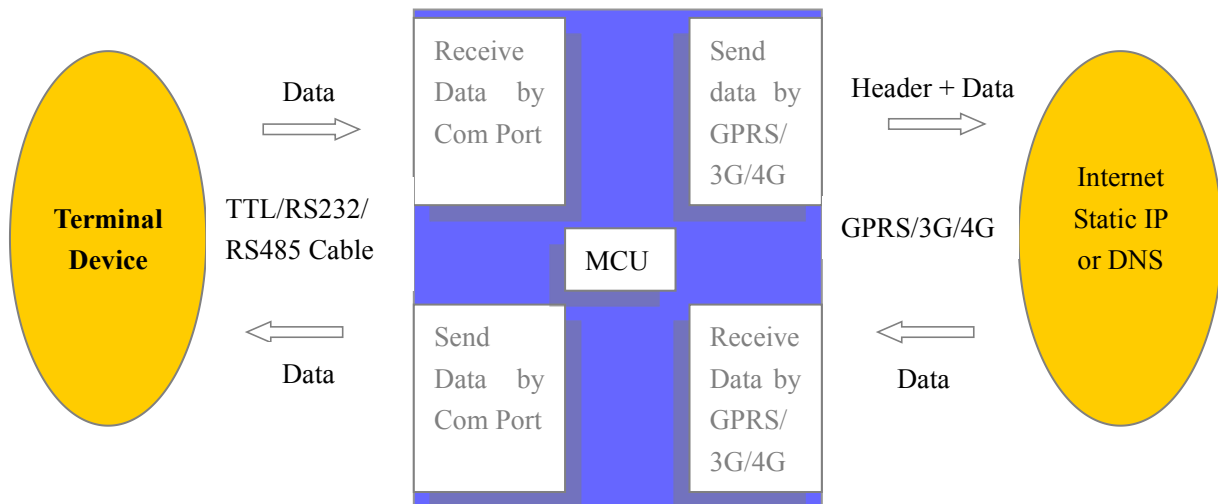 Terminal
Device
Data
TTL/RS232/
RS485 Cable
Data
Receive
Data by
Com Port
Send
data by
GPRS/
3G/4G
MCU
Send
Data by
Com Port
Receive
Data by
GPRS/
3G/4G
Header + Data
GPRS/3G/4G
Data
Internet
Static IP
or DNS